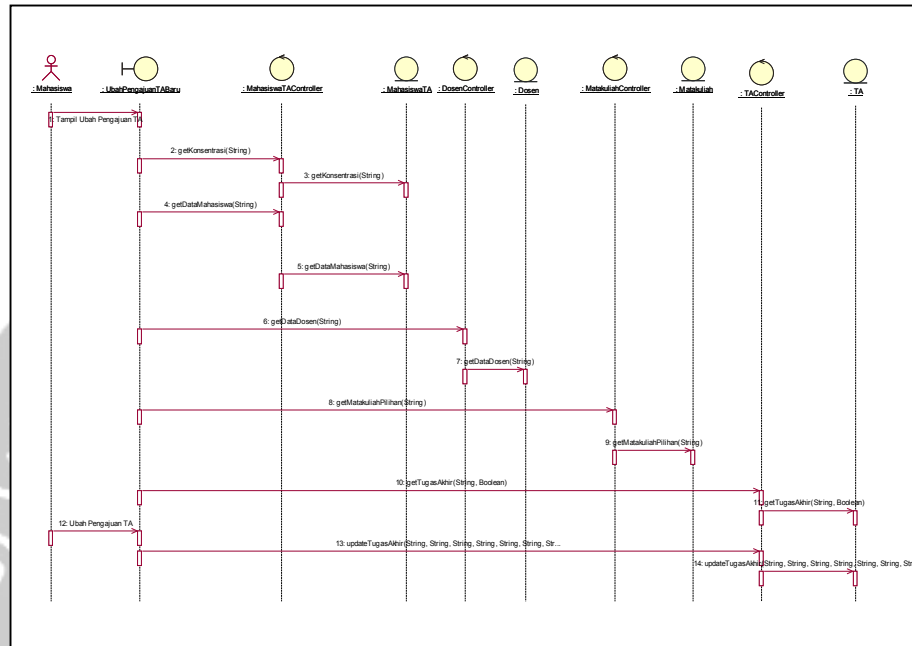 : Mahasiswa
: UbahPengajuanTABaru
: MahasiswaTAController
: MahasiswaTA
: DosenController
: Dosen
: MatakuliahController
: Matakuliah
: TAController
: TA
1: Tampil Ubah Pengajuan TA
2: getKonsentrasi(String)
3: getKonsentrasi(String)
4: getDataMahasiswa(String)
5: getDataMahasiswa(String)
6: getDataDosen(String)
7: getDataDosen(String)
8: getMatakuliahPilihan(String)
9: getMatakuliahPilihan(String)
10: getTugasAkhir(String, Boolean)
11: getTugasAkhir(String, Boolean)
12: Ubah Pengajuan TA
13: updateTugasAkhir(String, String, String, String, String, String, Str...
14: updateTugasAkhir(String, String, String, String, String, String, Str